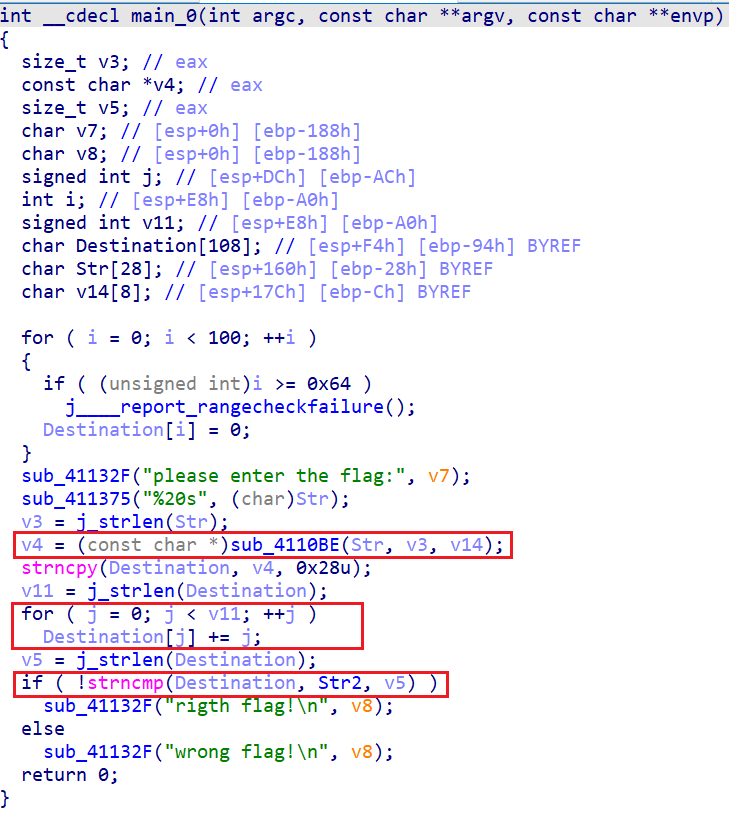 int __cdecl main_0(int argc, const char **argv, const char **envp)
{
  size_t v3; // eax
  const char *v4; // eax
  size_t v5; // eax
  char v7; // [esp+0h] [ebp-188h]
  char v8; // [esp+0h] [ebp-188h]
  signed int j; // [esp+DCh] [ebp-ACh]
  int i; // [esp+E8h] [ebp-A0h]
  signed int v11; // [esp+E8h] [ebp-A0h]
  char Destination[108]; // [esp+F4h] [ebp-94h] BYREF
  char Str[28]; // [esp+160h] [ebp-28h] BYREF
  char v14[8]; // [esp+17Ch] [ebp-Ch] BYREF
  for ( i = 0; i < 100; ++i )
  {
    if ( (unsigned int)i >= 0x64 )
      j____report_rangecheckfailure();
    Destination[i] = 0;
  }
  sub_41132F("please enter the flag:", v7);
  sub_411375("%20s", (char)Str);
  v3 = j_strlen(Str);
  v4 = (const char *)sub_4110BE(Str, v3, v14);
  strncpy(Destination, v4, 0x28u);
  v11 = j_strlen(Destination);
  for ( j = 0; j < v11; ++j )
    Destination[j] += j;
  v5 = j_strlen(Destination);
  if ( !strncmp(Destination, Str2, v5) )
    sub_41132F("rigth flag!\n", v8);
  else
    sub_41132F("wrong flag!\n", v8);
  return 0;
}